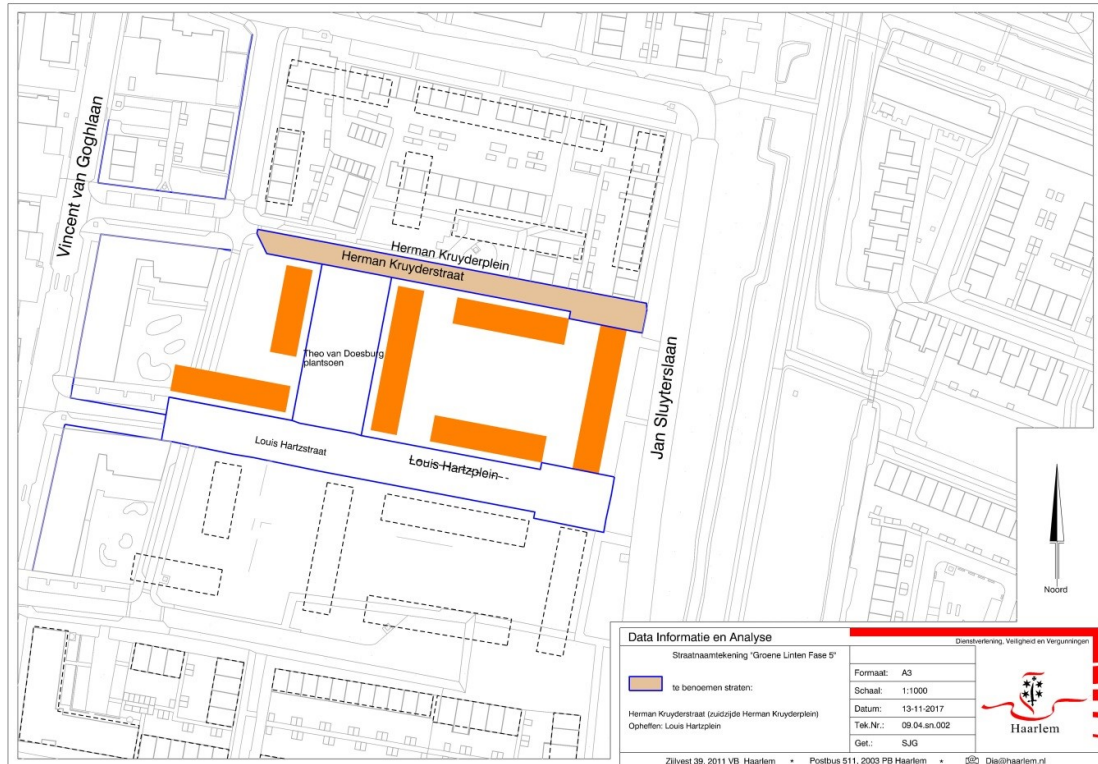 Vincent van Goghlaan
Herman Kruyderplein
Herman Kruyderstraat
Theo van Doesburg
plantsoen
Jan Sluyterslaan
Louis Hartzstraat
Louis Hartzplein
Noord
Data Informatie en Analyse
Dienstverlening, Veiligheid en Vergunningen
Straatnaamtekening "Groene Linten Fase 5"
te benoemen straten:
Herman Kruyderstraat (zuidzijde Herman Kruyderplein)
Opheffen: Louis Hartzplein
Formaat: A3
Schaal: 1:1000
Datum: 13-11-2017
Tek.Nr.: 09.04.sn.002
Get.: SJG
Haarlem
Zijlvest 39, 2011 VB Haarlem * Postbus 511, 2003 PB Haarlem * Dia@haarlem.nl